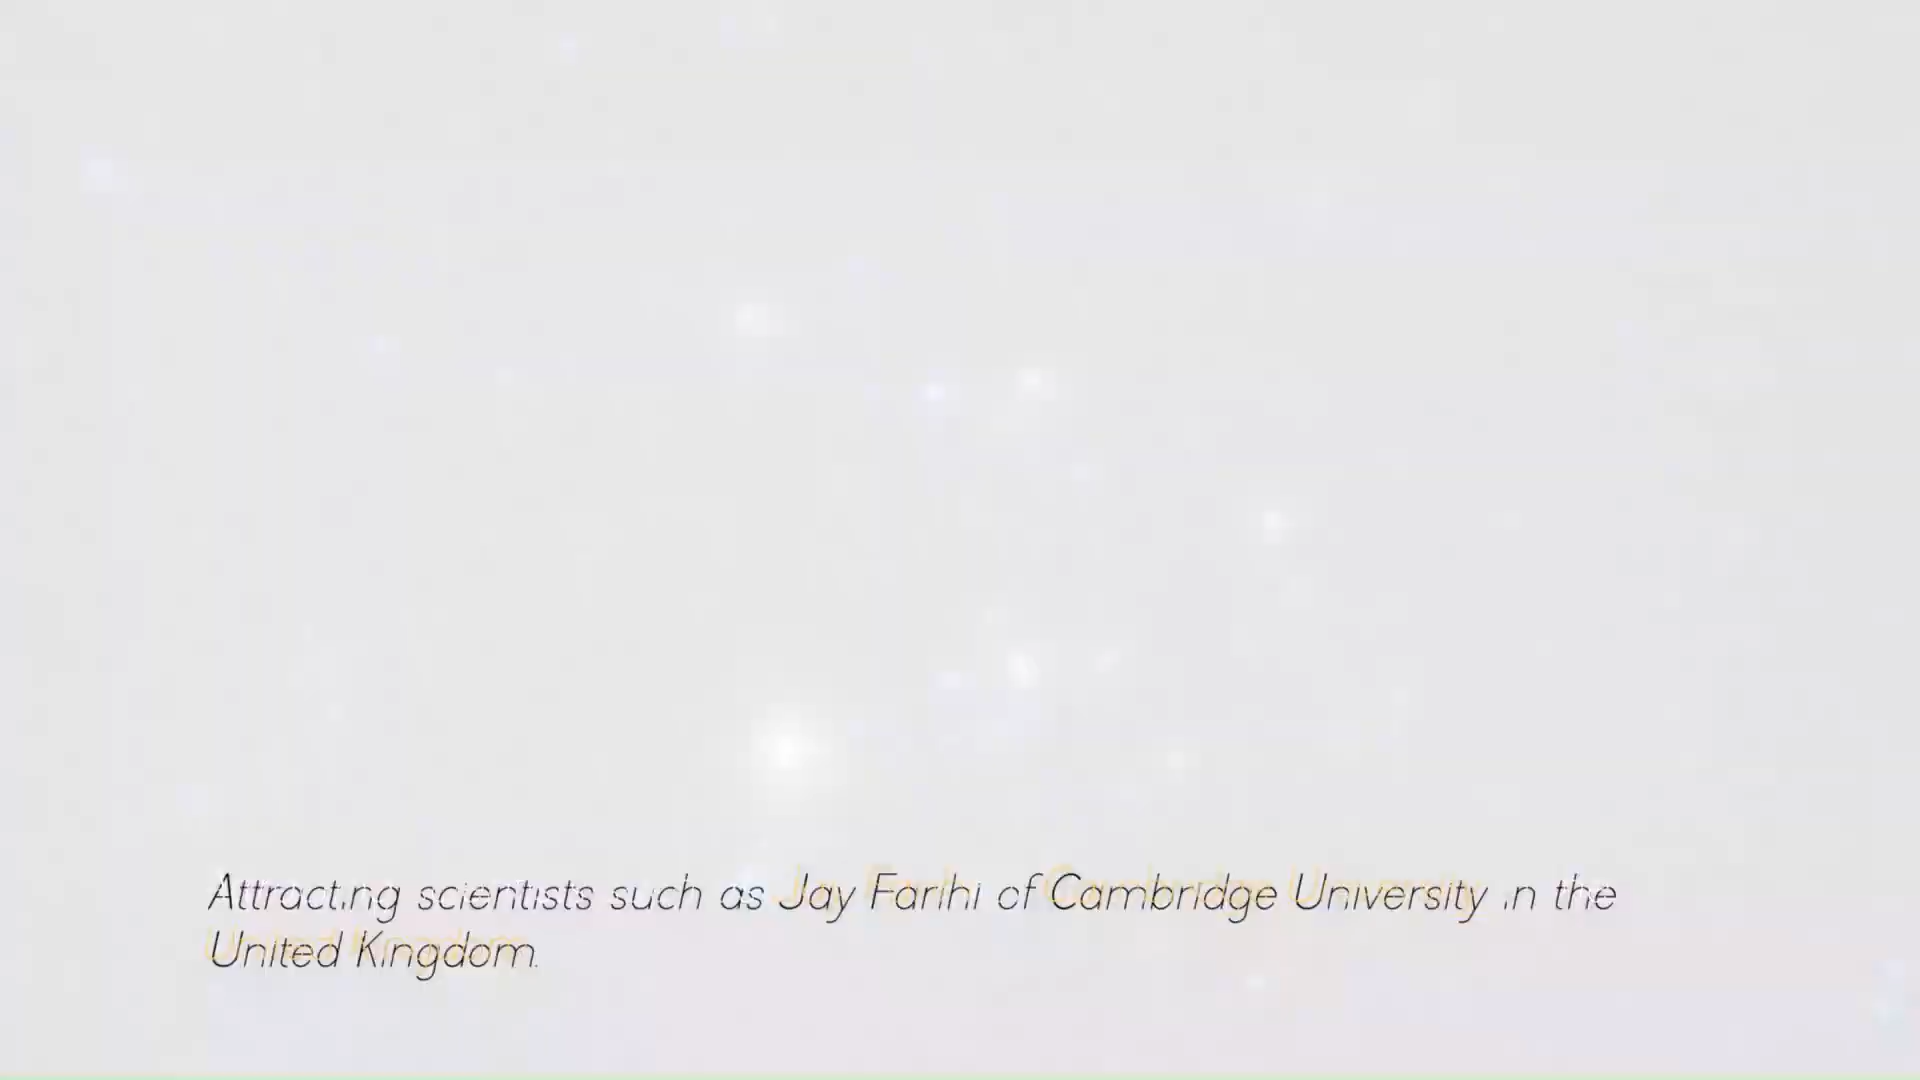 Attracting scientists such as Jay Farihi of Cambridge University in the
United Kingdom.